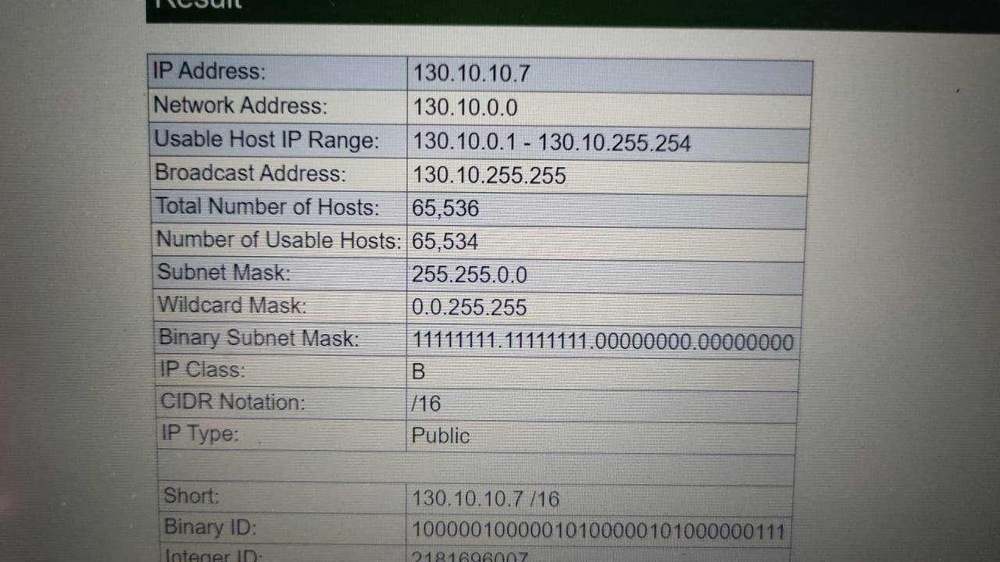 Result
IP Address: 130.10.10.7
Network Address: 130.10.0.0
Usable Host IP Range: 130.10.0.1 - 130.10.255.254
Broadcast Address: 130.10.255.255
Total Number of Hosts: 65,536
Number of Usable Hosts: 65,534
Subnet Mask: 255.255.0.0
Wildcard Mask: 0.0.255.255
Binary Subnet Mask: 11111111.11111111.00000000.00000000
IP Class: B
CIDR Notation: /16
IP Type: Public
Short: 130.10.10.7 /16
Binary ID: 10000010000010100000101000000111
Integer ID: 2181696007